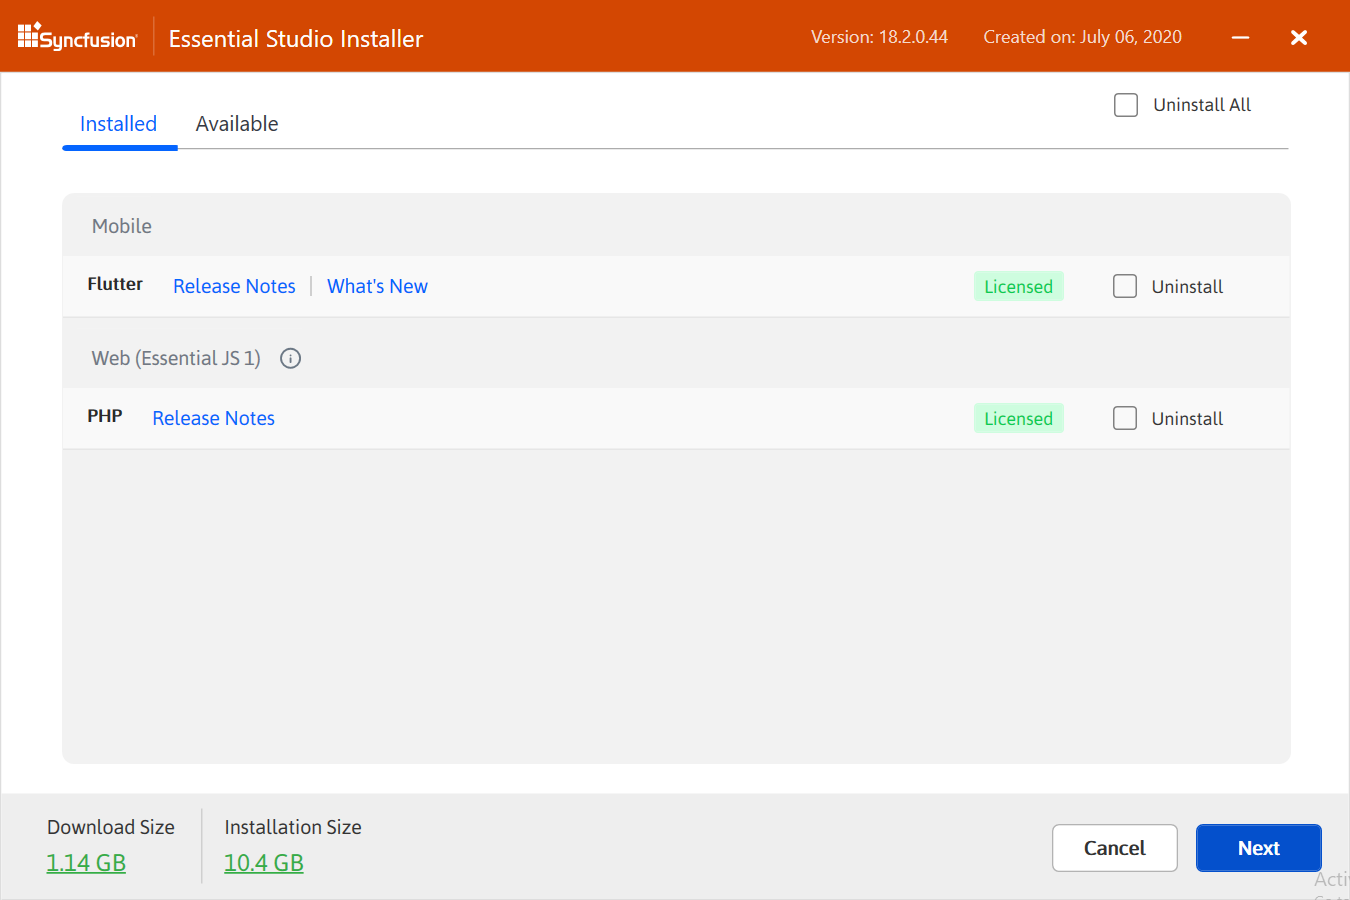 Syncfusion Essential Studio Installer Version: 18.2.0.44 Created on: July 06, 2020
Uninstall All
Installed Available
Mobile
Flutter Release Notes | What's New Licensed Uninstall
Web (Essential JS 1)
PHP Release Notes Licensed Uninstall
Download Size Installation Size
1.14 GB 10.4 GB
Cancel Next
Acti